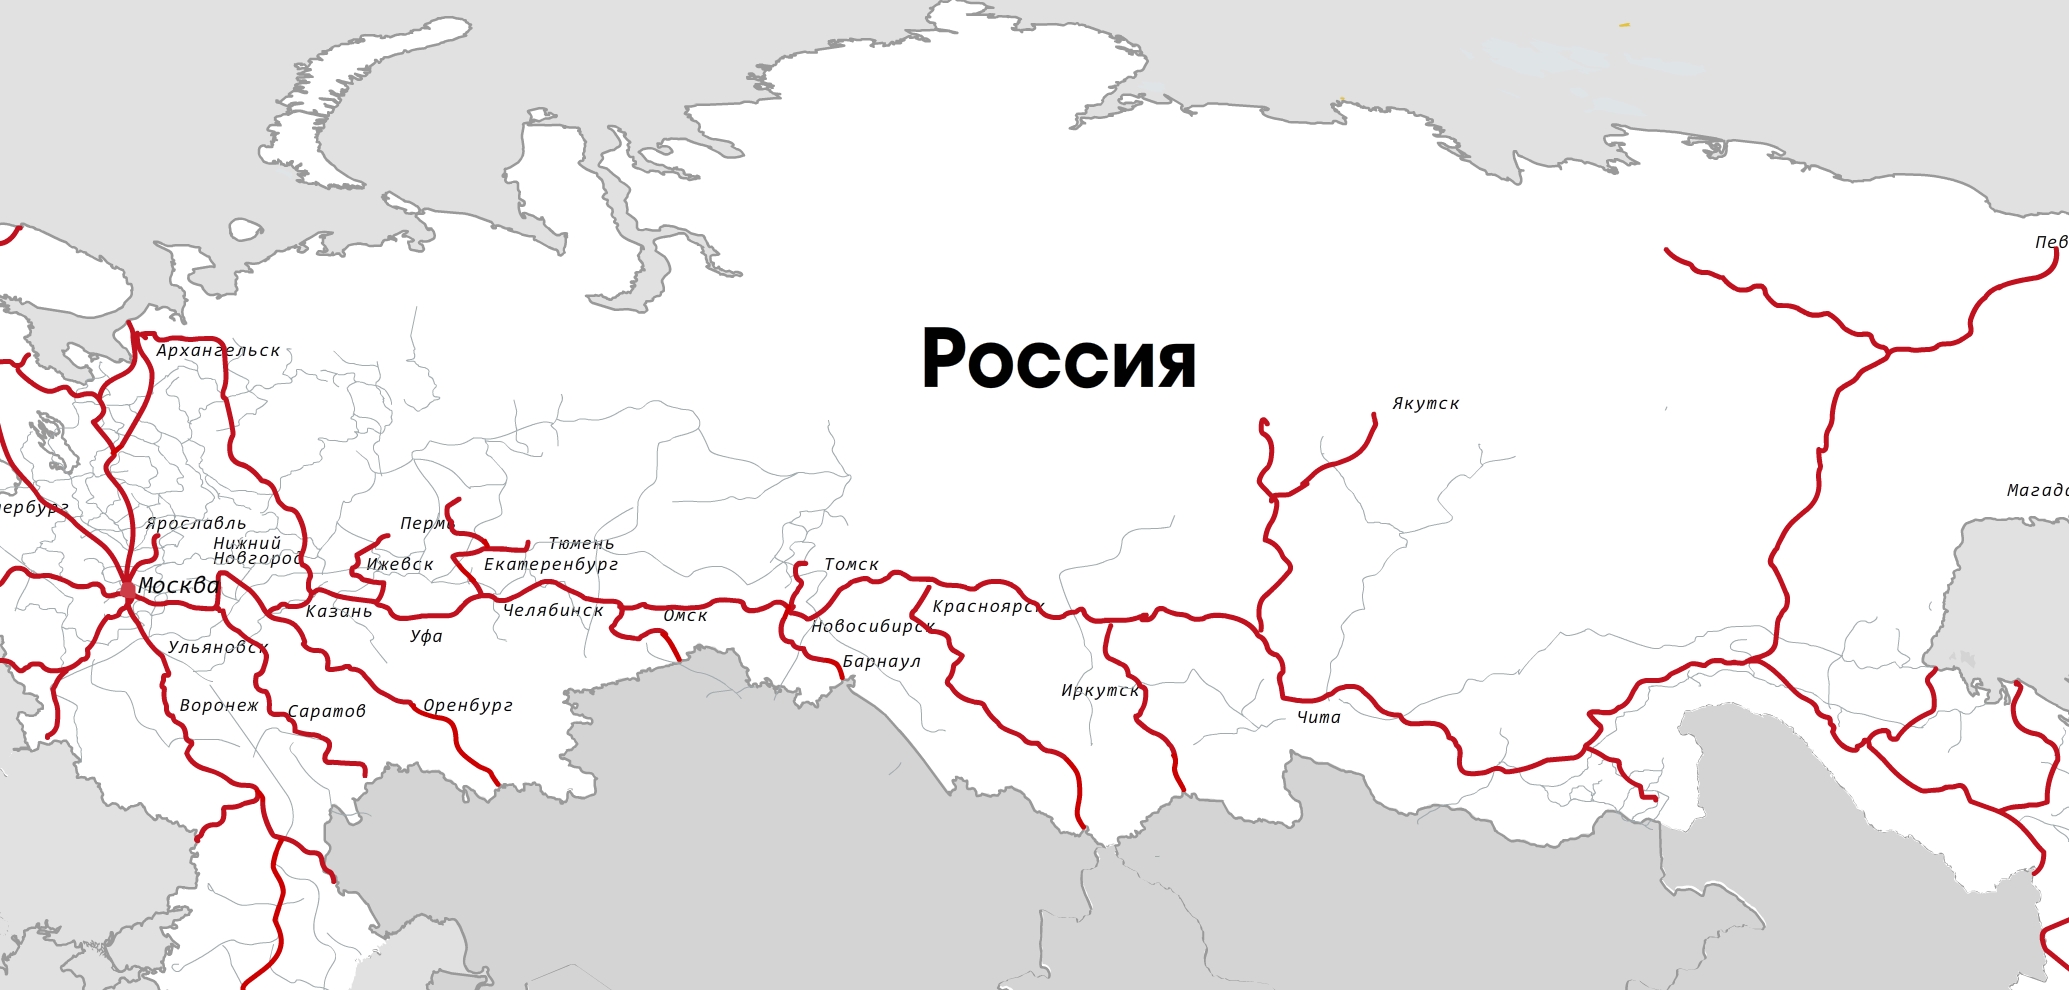 Пев
Россия
Архангельск
Якутск
Магада
ербург
Ярославль
Пермь
Нижний
Новгород
Тюмень
Ижевск
Екатеренбург
Томск
Москва
Казань
Челябинск
Омск
Красноярск
Новосибирск
Уфа
Ульяновск
Барнаул
Иркутск
Воронеж
Саратов
Оренбург
Чита